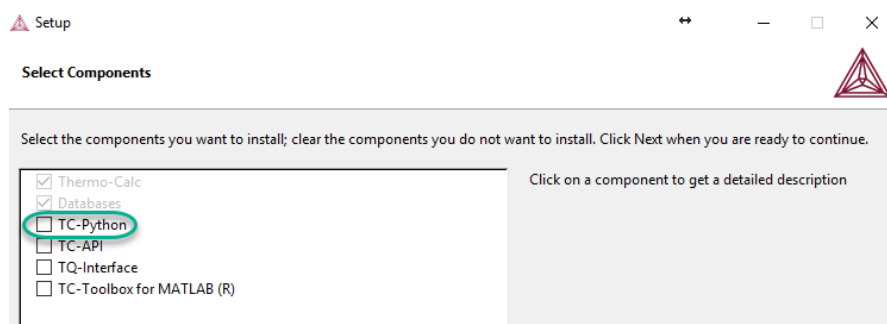 Setup
Select Components
Select the components you want to install; clear the components you do not want to install. Click Next when you are ready to continue.
Thermo-Calc
Click on a component to get a detailed description
Databases
TC-Python
TC-API
TQ-Interface
TC-Toolbox for MATLAB (R)